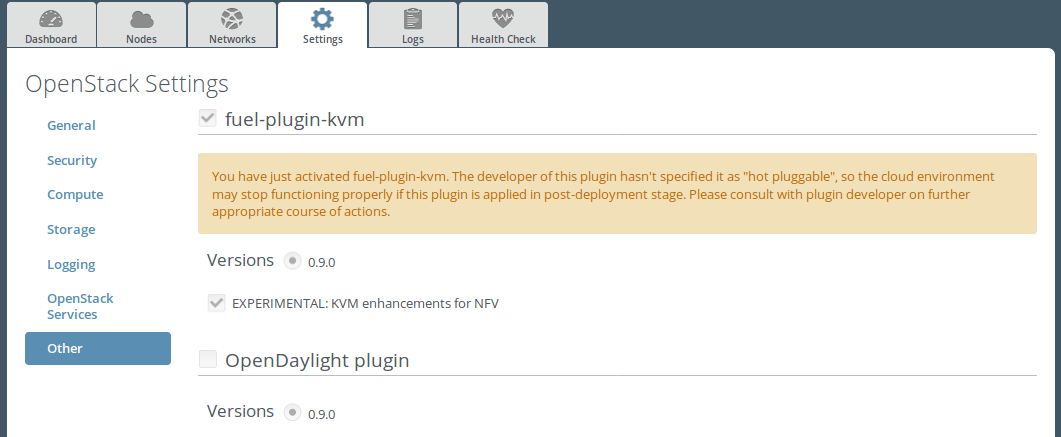 Dashboard
Nodes
Networks
Settings
Logs
Health Check
OpenStack Settings
General
Security
Compute
Storage
Logging
OpenStack
Services
Other
fuel-plugin-kvm
You have just activated fuel-plugin-kvm. The developer of this plugin hasn't specified it as "hot pluggable", so the cloud environment
may stop functioning properly if this plugin is applied in post-deployment stage. Please consult with plugin developer on further
appropriate course of actions.
Versions 0.9.0
EXPERIMENTAL: KVM enhancements for NFV
OpenDaylight plugin
Versions 0.9.0